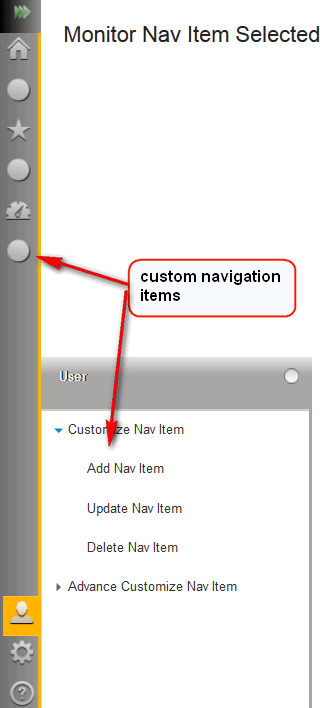 Monitor Nav Item Selected
custom navigation
items
User
Customize Nav Item
Add Nav Item
Update Nav Item
Delete Nav Item
Advance Customize Nav Item